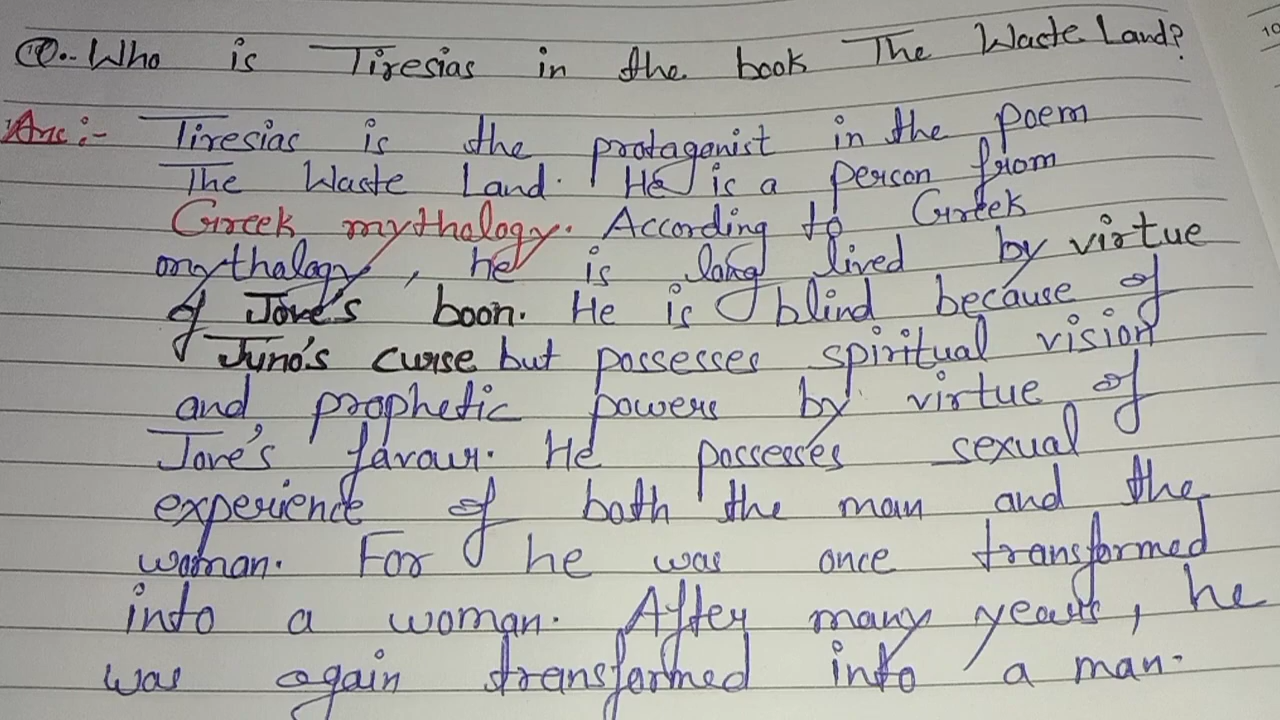 Q.. Who is Tiresias in the book The Waste Land?
10
Ans:- Tiresias is the protagonist in the poem
The Waste Land. He is a person from
Greek mythology. According to Greek
mythology, he is long lived by virtue
of Jove's boon. He is blind because of
Juno's curse but possesses spiritual vision
and prophetic powers by virtue of
Jove's favour. He possesses sexual
experience of both the man and the
woman. For he was once transformed
into a woman. After many years, he
was again transformed into a man.